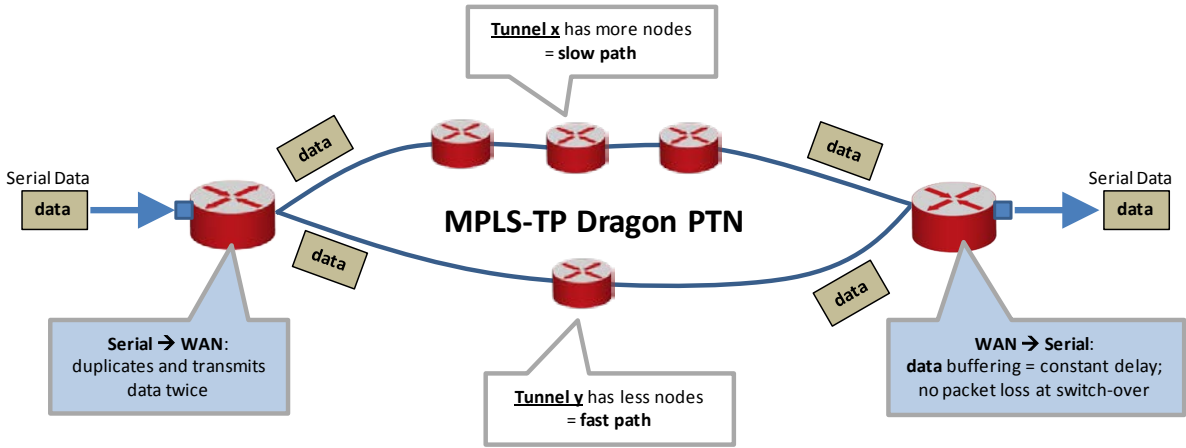 Tunnel x has more nodes
= slow path
data
data
Serial Data
data
Serial Data
data
MPLS-TP Dragon PTN
data
data
Serial → WAN:
duplicates and transmits
data twice
Tunnel y has less nodes
= fast path
WAN → Serial:
data buffering = constant delay;
no packet loss at switch-over